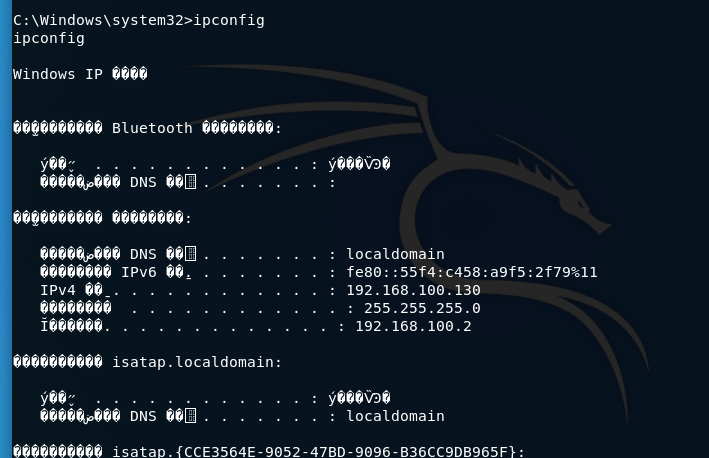 C:\Windows\system32>ipconfig
ipconfig
Windows IP ����
������������ Bluetooth ��������:
ý��״̬ . . . . . . . . . . . . : ý���ѶϿ�
�����ض��� DNS ��׺ . . . . . . . :
������������ ��������:
�����ض��� DNS ��׺ . . . . . . . : localdomain
�������� IPv6 ��. . . . . . . . : fe80::55f4:c458:a9f5:2f79%11
IPv4 ��. . . . . . . . . . . . : 192.168.100.130
�������� . . . . . . . . . . . . : 255.255.255.0
Ĭ������. . . . . . . . . . . . . : 192.168.100.2
���������� isatap.localdomain:
ý��״̬ . . . . . . . . . . . . : ý���ѶϿ�
�����ض��� DNS ��׺ . . . . . . . : localdomain
���������� isatap.{CCE3564E-9052-47BD-9096-B36CC9DB965F}: